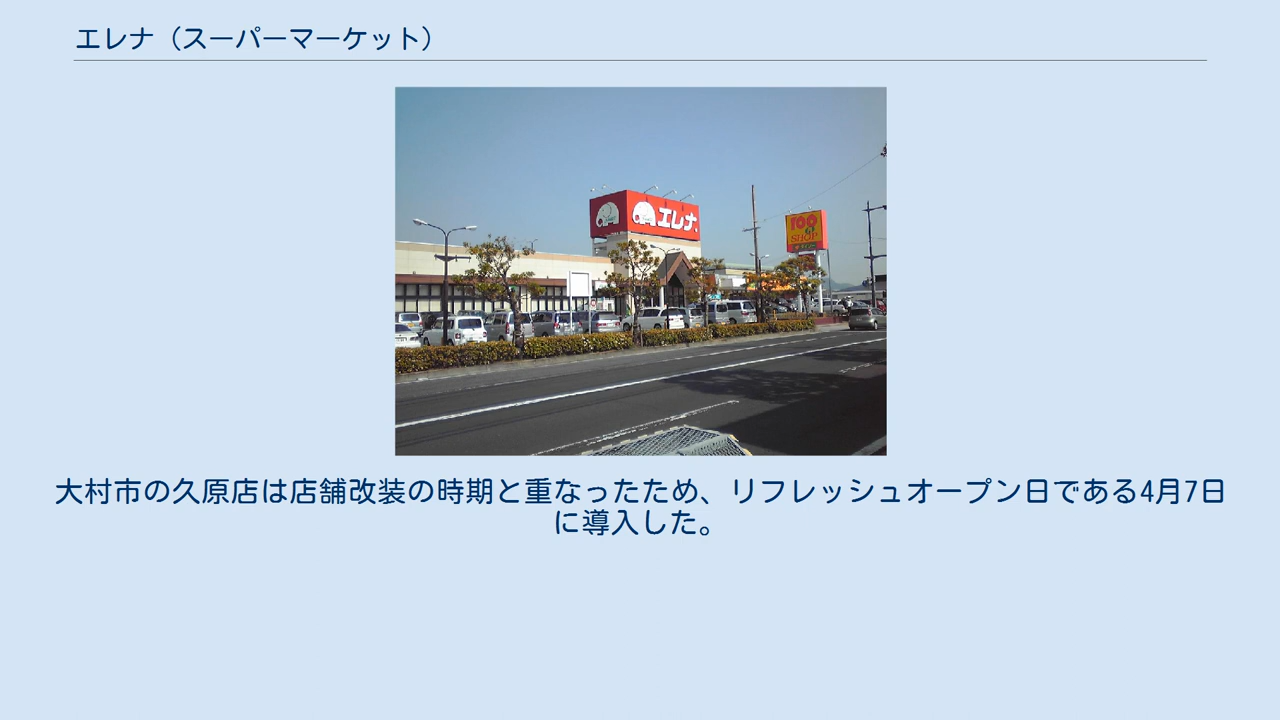 エレナ（スーパーマーケット）
エレナ
100
SHOP
大村市の久原店は店舗改装の時期と重なったため、リフレッシュオープン日である4月7日
に導入した。